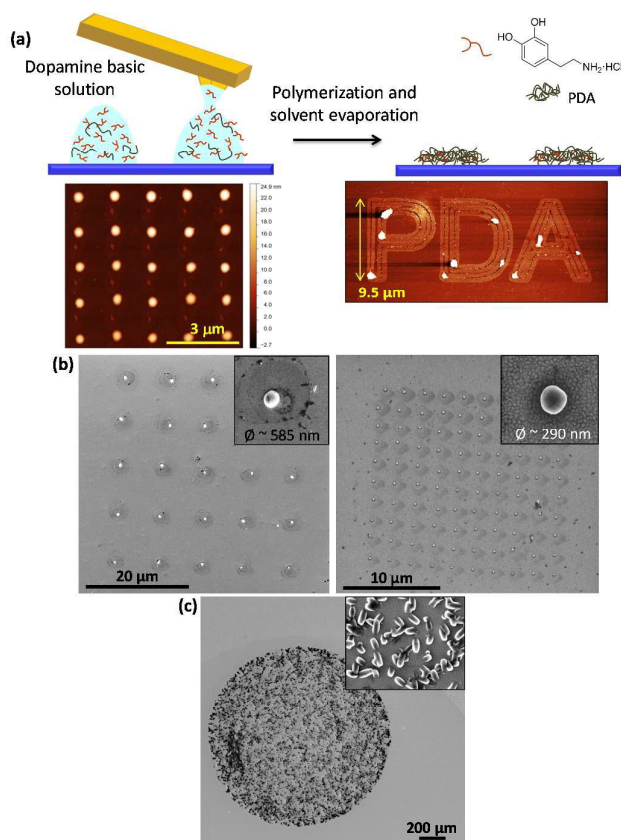 (a)
Dopamine basic
solution
Polymerization and
solvent evaporation
OH
HO
NH₂·HCl
PDA
24.9 nm
22.0
20.0
18.0
16.0
14.0
12.0
10.0
8.0
6.0
4.0
2.0
0.0
-2.7
3 µm
PDA
9.5 µm
(b)
Ø ~ 585 nm
Ø ~ 290 nm
20 µm
10 µm
(c)
200 µm